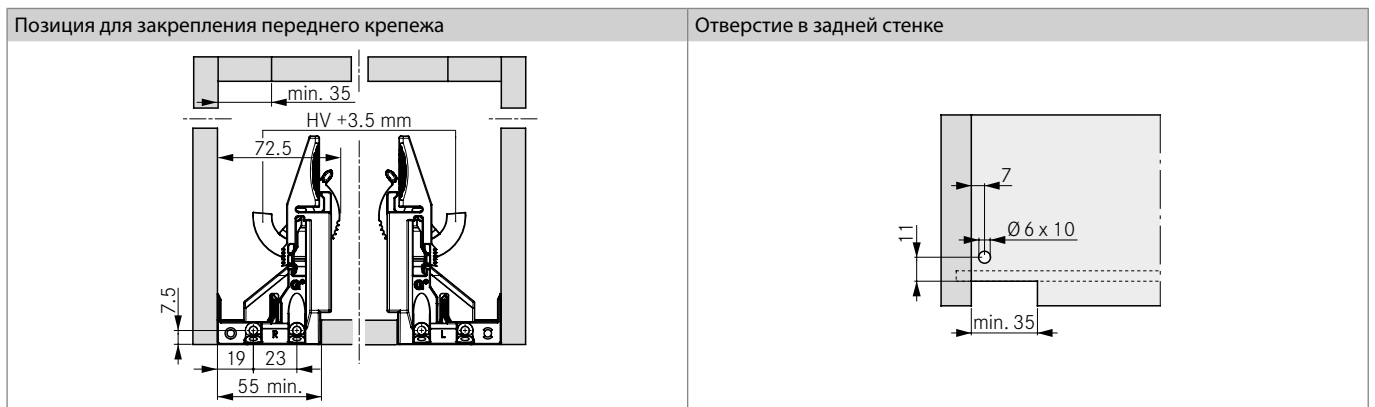 Позиция для закрепления переднего крепежа
Отверстие в задней стенке
min. 35
HV +3.5 mm
72.5
7.5
R
L
19
23
55 min.
7
Ø 6 x 10
11
min. 35